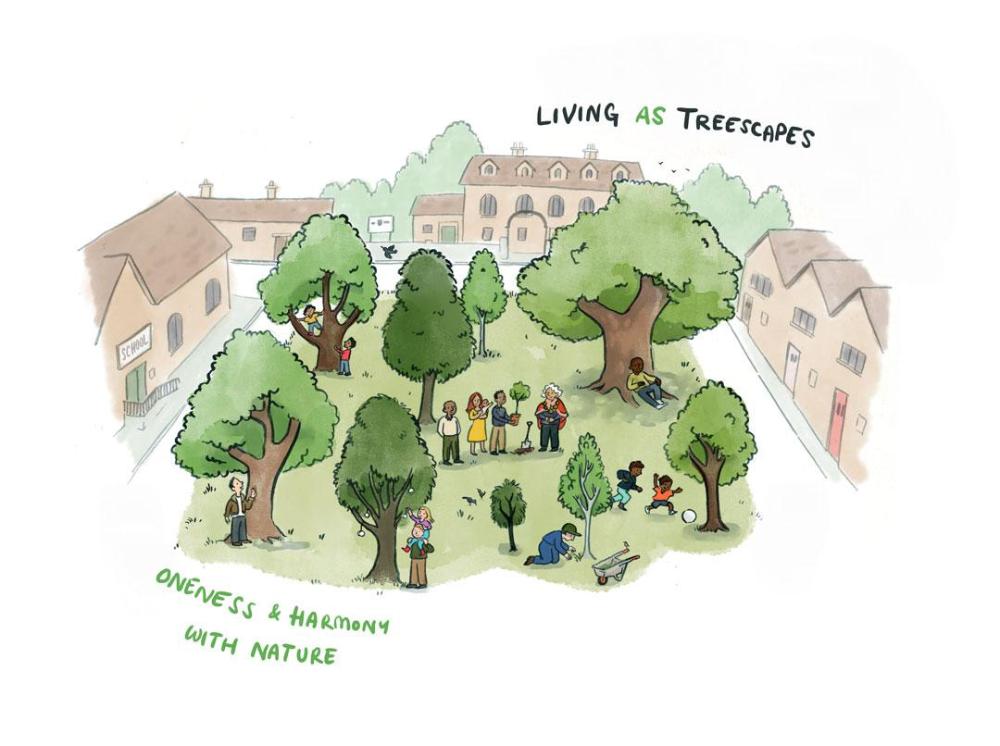 LIVING AS TREESCAPES
SCHOOL
ONENESS & HARMONY
WITH NATURE